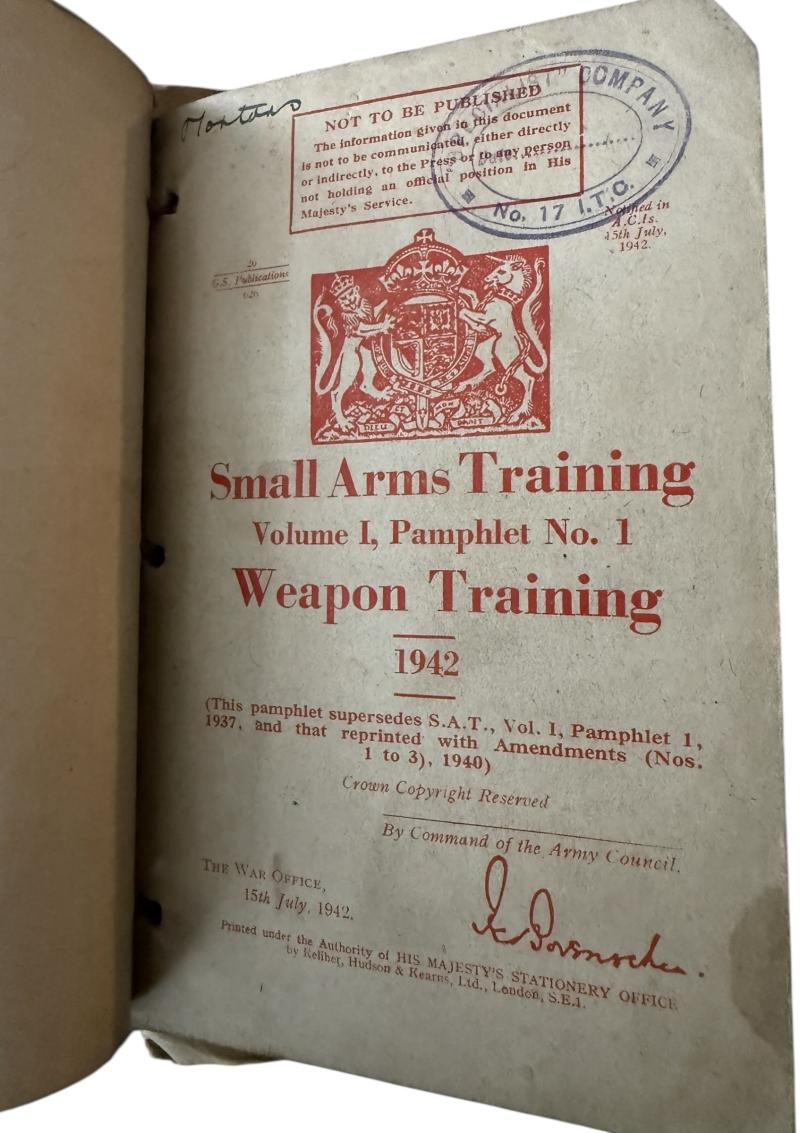 NOT TO BE PUBLISHED
The information given in this document
is not to be communicated, either directly
or indirectly, to the Press or to any person
not holding an official position in His
Majesty's Service.
COMPANY
No. 17 I.T.C.
Notified in
A.C.Is.
15th July,
1942.
20
G.S. Publications
626
DIEU ET MON DROIT
Small Arms Training
Volume I, Pamphlet No. 1
Weapon Training
1942
(This pamphlet supersedes S.A.T., Vol. I, Pamphlet 1,
1937, and that reprinted with Amendments (Nos.
1 to 3), 1940)
Crown Copyright Reserved
By Command of the Army Council.
THE WAR OFFICE,
15th July, 1942.
Printed under the Authority of HIS MAJESTY'S STATIONERY OFFICE
by Keliher, Hudson & Kearns, Ltd., London, S.E.1.